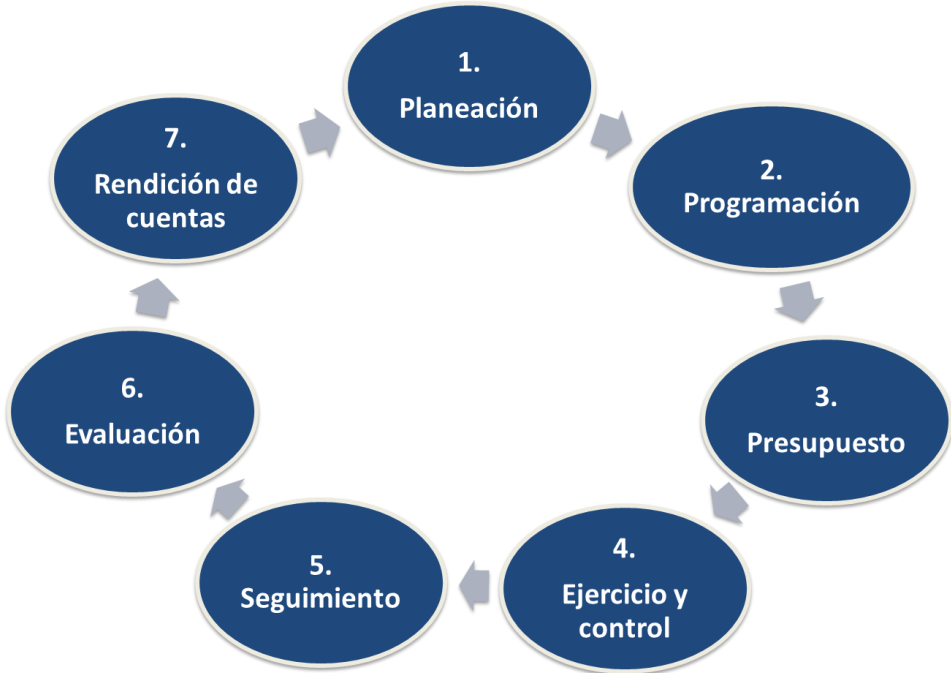 1.
Planeación
2.
Programación
3.
Presupuesto
4.
Ejercicio y
control
5.
Seguimiento
6.
Evaluación
7.
Rendición de
cuentas